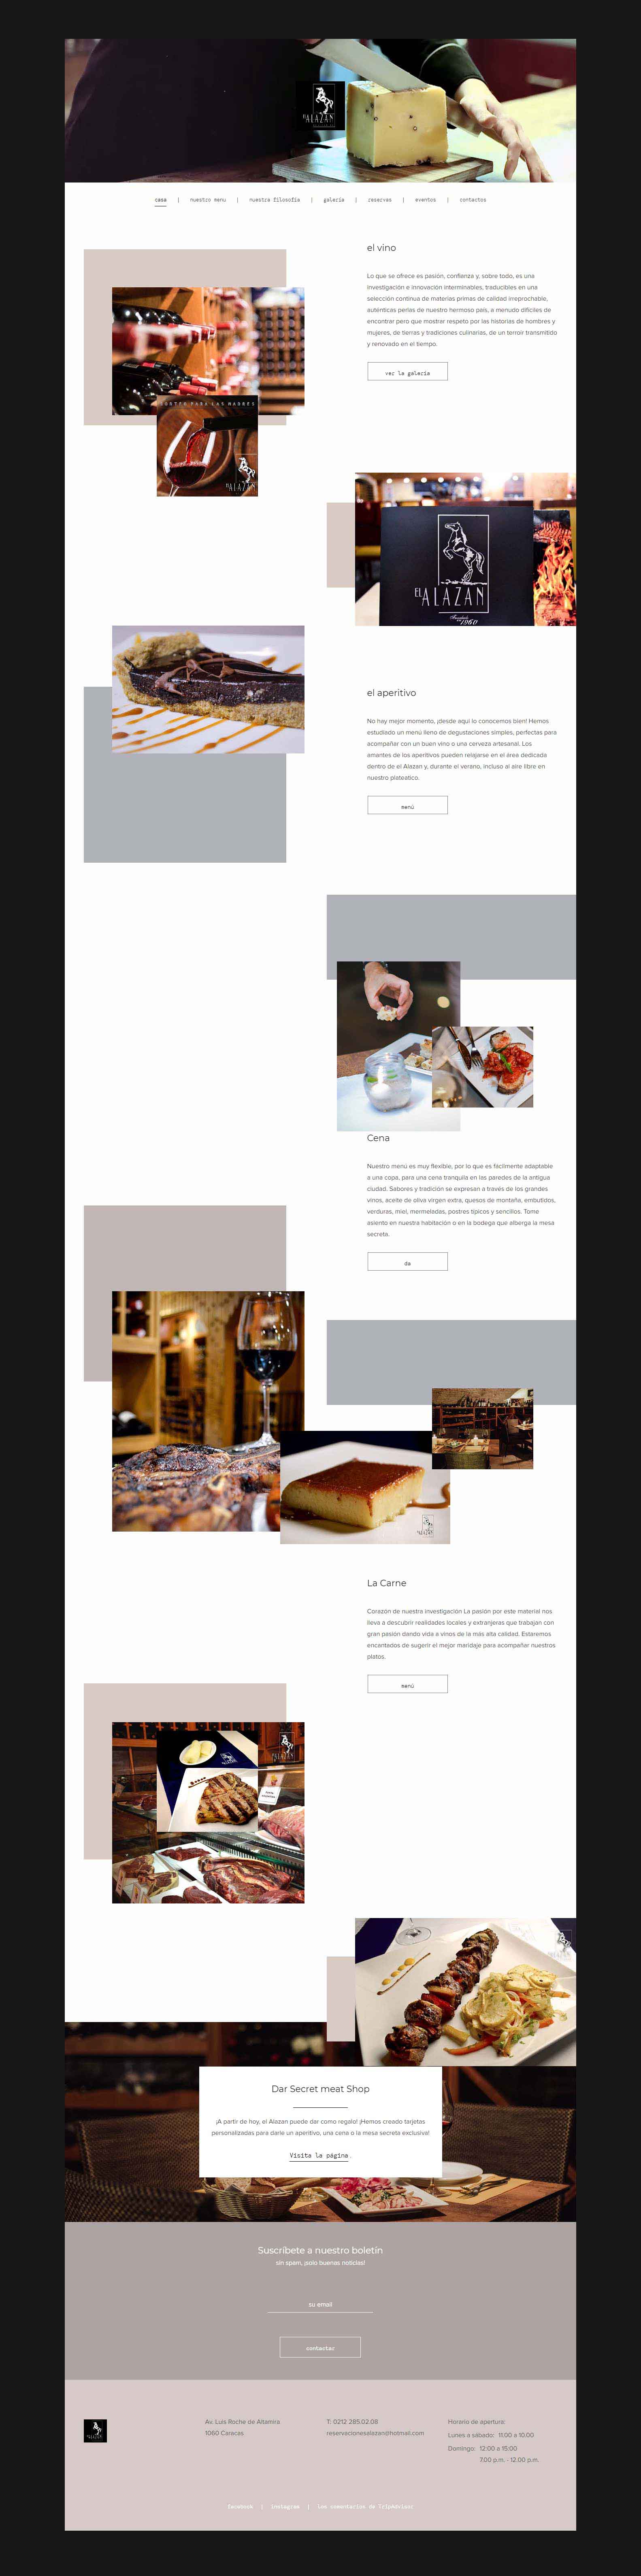 EL
ALAZAN
casa | nuestro menu | nuestra filosofía | galería | reservas | eventos | contactos
el vino
Lo que se ofrece es pasión, confianza y, sobre todo, es una
investigación e innovación interminables, traducibles en una
selección continua de materias primas de calidad irreprochable,
auténticas perlas de nuestro hermoso país, a menudo difíciles de
encontrar pero que mostrar respeto por las historias de hombres y
mujeres, de tierras y tradiciones culinarias, de un terroir transmitido
y renovado en el tiempo.
ver la galería
SORTEO PARA LAS MADRES
EL
ALAZAN
EL
ALAZAN
1960
el aperitivo
No hay mejor momento, ¡desde aquí lo conocemos bien! Hemos
estudiado un menú lleno de degustaciones simples, perfectas para
acompañar con un buen vino o una cerveza artesanal. Los
amantes de los aperitivos pueden relajarse en el área dedicada
dentro de el Alazan y, durante el verano, incluso al aire libre en
nuestro plateatico.
menú
Cena
Nuestro menú es muy flexible, por lo que es fácilmente adaptable
a una copa, para una cena tranquila en las paredes de la antigua
ciudad. Sabores y tradición se expresan a través de los grandes
vinos, aceite de oliva virgen extra, quesos de montaña, embutidos,
verduras, miel, mermeladas, postres típicos y sencillos. Tome
asiento en nuestra habitación o en la bodega que alberga la mesa
secreta.
da
La Carne
Corazón de nuestra investigación La pasión por este material nos
lleva a descubrir realidades locales y extranjeras que trabajan con
gran pasión dando vida a vinos de la más alta calidad. Estaremos
encantados de sugerir el mejor maridaje para acompañar nuestros
platos.
menú
ALAZAN
Dar Secret meat Shop
¡A partir de hoy, el Alazan puede dar como regalo! ¡Hemos creado tarjetas
personalizadas para darle un aperitivo, una cena o la mesa secreta exclusiva!
Visita la página.
Suscríbete a nuestro boletín
sin spam, ¡solo buenas noticias!
su email
contactar
Av. Luis Roche de Altamira
1060 Caracas
T: 0212 285.02.08
reservacionesalazan@hotmail.com
Horario de apertura:
Lunes a sábado: 11.00 a 10.00
Domingo: 12:00 a 15:00
7.00 p.m. - 12.00 p.m.
facebook | instagram | Los comentarios de TripAdvisor